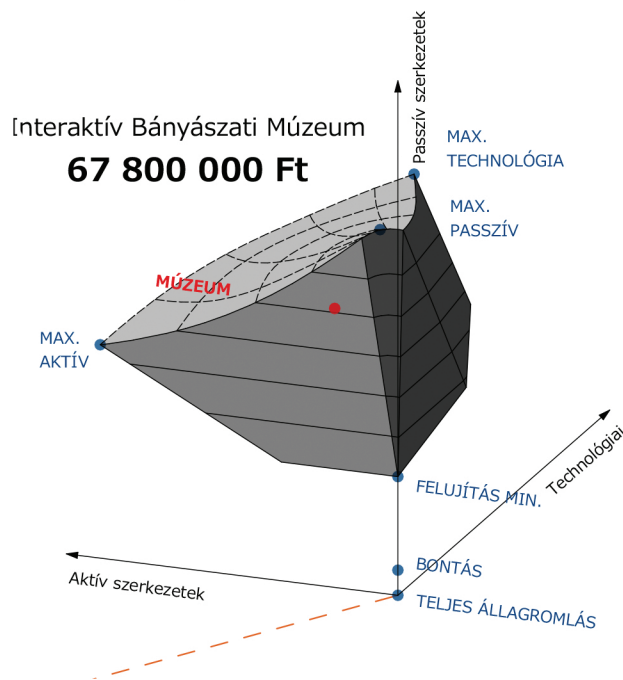 Interaktív Bányászati Múzeum
67 800 000 Ft
Passzív szerkezetek
MAX.
TECHNOLÓGIA
MAX.
PASSZÍV
MÚZEUM
MAX.
AKTÍV
Technológiai
FELUJÍTÁS MIN.
BONTÁS
Aktív szerkezetek
TELJES ÁLLAGROMLÁS